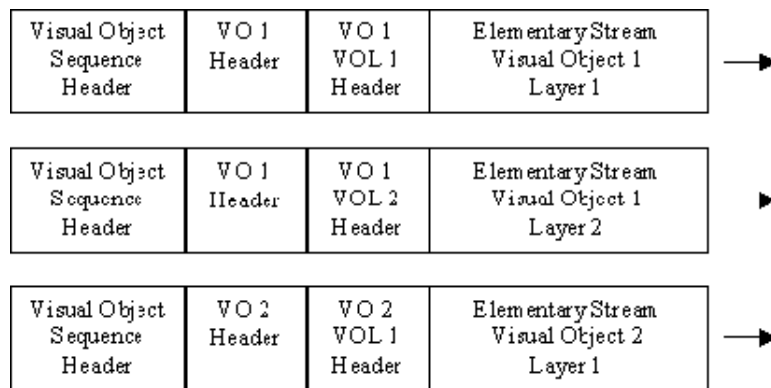 Visual Object
Sequence
Header
VO 1
Header
VO 1
VOL 1
Header
Elementary Stream
Visual Object 1
Layer 1
Visual Object
Sequence
Header
VO 1
Header
VO 1
VOL 2
Header
Elementary Stream
Visual Object 1
Layer 2
Visual Object
Sequence
Header
VO 2
Header
VO 2
VOL 1
Header
Elementary Stream
Visual Object 2
Layer 1